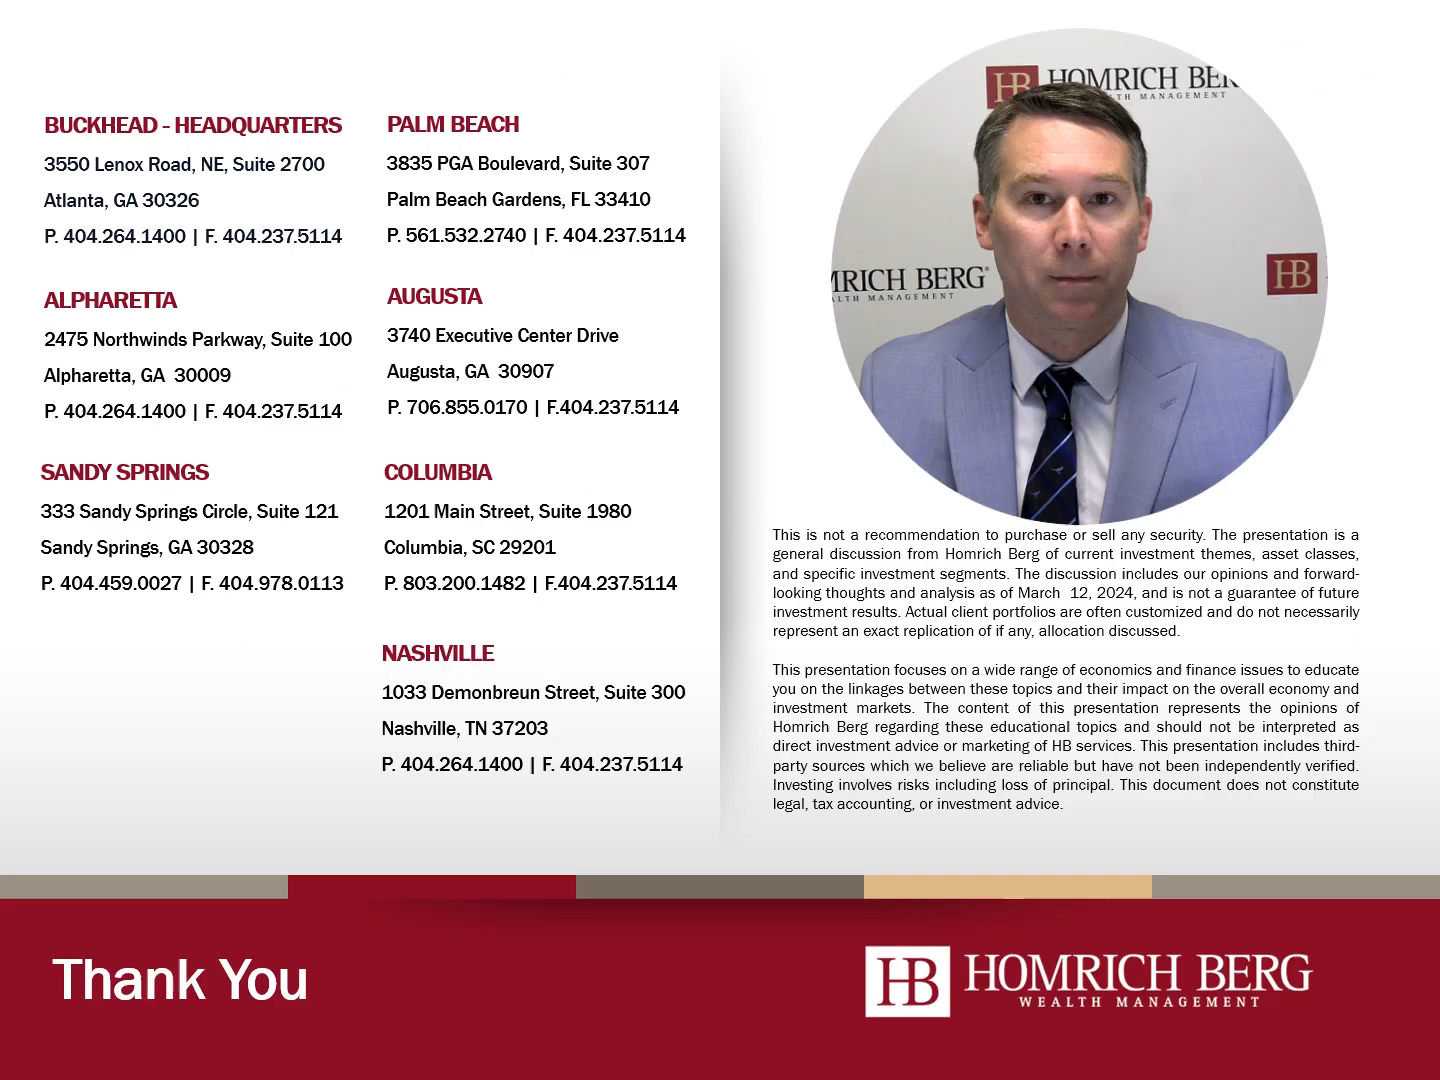 BUCKHEAD - HEADQUARTERS
3550 Lenox Road, NE, Suite 2700
Atlanta, GA 30326
P. 404.264.1400 | F. 404.237.5114
ALPHARETTA
2475 Northwinds Parkway, Suite 100
Alpharetta, GA  30009
P. 404.264.1400 | F. 404.237.5114
SANDY SPRINGS
333 Sandy Springs Circle, Suite 121
Sandy Springs, GA 30328
P. 404.459.0027 | F. 404.978.0113
PALM BEACH
3835 PGA Boulevard, Suite 307
Palm Beach Gardens, FL 33410
P. 561.532.2740 | F. 404.237.5114
AUGUSTA
3740 Executive Center Drive
Augusta, GA  30907
P. 706.855.0170 | F.404.237.5114
COLUMBIA
1201 Main Street, Suite 1980
Columbia, SC 29201
P. 803.200.1482 | F.404.237.5114
NASHVILLE
1033 Demonbreun Street, Suite 300
Nashville, TN 37203
P. 404.264.1400 | F. 404.237.5114
HB HOMRICH BER
TH MANAGEMENT
MRICH BERG®
LTH MANAGEMENT
HB
This is not a recommendation to purchase or sell any security. The presentation is a
general discussion from Homrich Berg of current investment themes, asset classes,
and specific investment segments. The discussion includes our opinions and forward-
looking thoughts and analysis as of March  12, 2024, and is not a guarantee of future
investment results. Actual client portfolios are often customized and do not necessarily
represent an exact replication of if any, allocation discussed.
This presentation focuses on a wide range of economics and finance issues to educate
you on the linkages between these topics and their impact on the overall economy and
investment markets. The content of this presentation represents the opinions of
Homrich Berg regarding these educational topics and should not be interpreted as
direct investment advice or marketing of HB services. This presentation includes third-
party sources which we believe are reliable but have not been independently verified.
Investing involves risks including loss of principal. This document does not constitute
legal, tax accounting, or investment advice.
Thank You
HB HOMRICH BERG
WEALTH MANAGEMENT